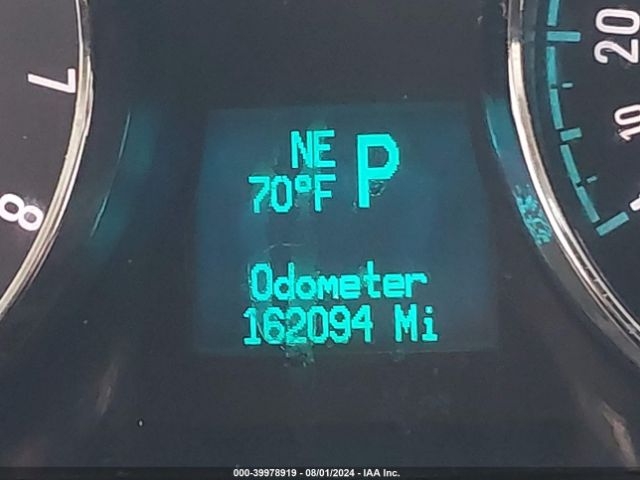 7
8
20
10
NE
70°F P
Odometer
162094 Mi
000-39978919 - 08/01/2024 - IAA Inc.